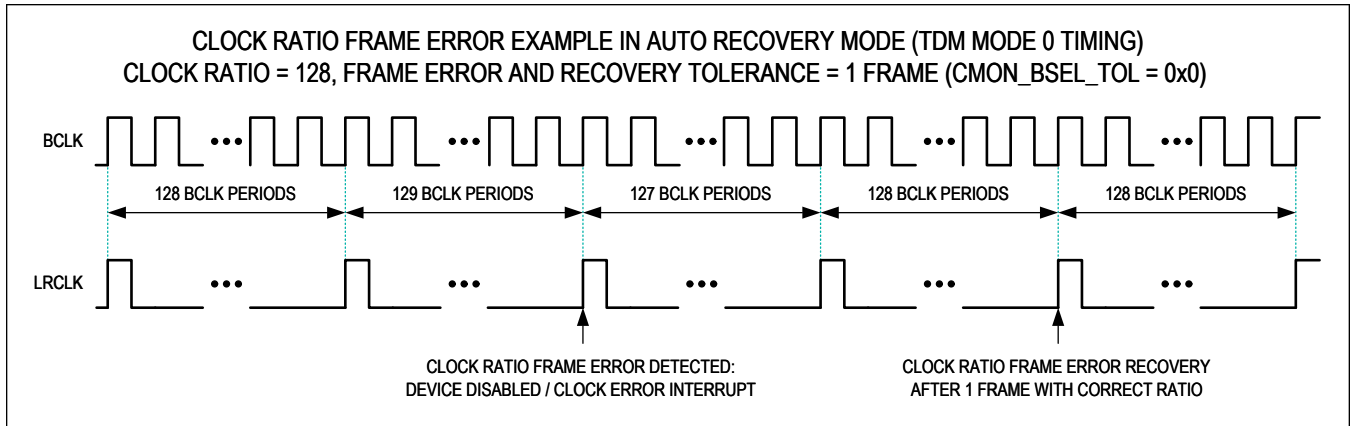 CLOCK RATIO FRAME ERROR EXAMPLE IN AUTO RECOVERY MODE (TDM MODE 0 TIMING)
CLOCK RATIO = 128, FRAME ERROR AND RECOVERY TOLERANCE = 1 FRAME (CMON_BSEL_TOL = 0x0)
BCLK
128 BCLK PERIODS 129 BCLK PERIODS 127 BCLK PERIODS 128 BCLK PERIODS 128 BCLK PERIODS
LRCLK
CLOCK RATIO FRAME ERROR DETECTED:
DEVICE DISABLED / CLOCK ERROR INTERRUPT
CLOCK RATIO FRAME ERROR RECOVERY
AFTER 1 FRAME WITH CORRECT RATIO